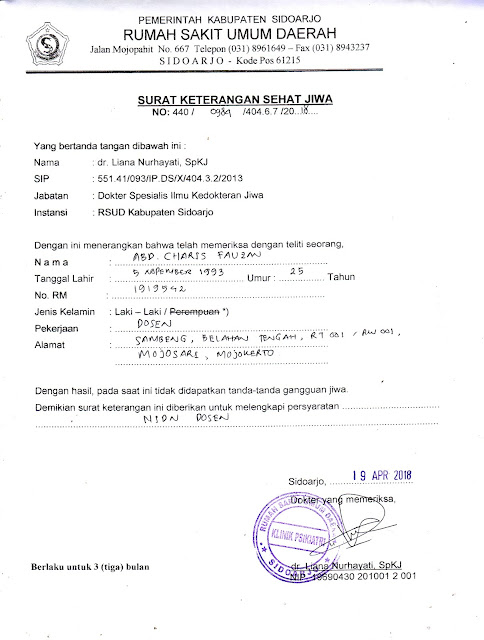 PEMERINTAH KABUPATEN SIDOARJO
RUMAH SAKIT UMUM DAERAH
Jalan Mojopahit No. 667 Telepon (031) 8961649 – Fax (031) 8943237
SIDOARJO - Kode Pos 61215
SURAT KETERANGAN SEHAT JIWA
NO: 440 / 0989 /404.6.7 /20..18....
Yang bertanda tangan dibawah ini :
Nama : dr. Liana Nurhayati, SpKJ
SIP : 551.41/093/IP.DS/X/404.3.2/2013
Jabatan : Dokter Spesialis Ilmu Kedokteran Jiwa
Instansi : RSUD Kabupaten Sidoarjo
Dengan ini menerangkan bahwa telah memeriksa dengan teliti seorang,
Nama : ABD. CHARIS FAUZAN
Tanggal Lahir : 5 NOPEMBER 1993 Umur : 25 Tahun
No. RM : 1919542
Jenis Kelamin : Laki – Laki / Perempuan *)
Pekerjaan : DOSEN
Alamat : SAMBENG, BELAHAN TENGAH, RT 001 / RW 001,
MOJOSARI, MOJOKERTO
Dengan hasil, pada saat ini tidak didapatkan tanda-tanda gangguan jiwa.
Demikian surat keterangan ini diberikan untuk melengkapi persyaratan
NIDN DOSEN
Sidoarjo, 19 APR 2018
Dokter yang memeriksa,
RUMAH SAKIT UMUM DAERAH
KLINIK PSIKIATRI
SIDOARJO
dr. Liana Nurhayati, SpKJ
NIP. 19590430 201001 2 001
Berlaku untuk 3 (tiga) bulan